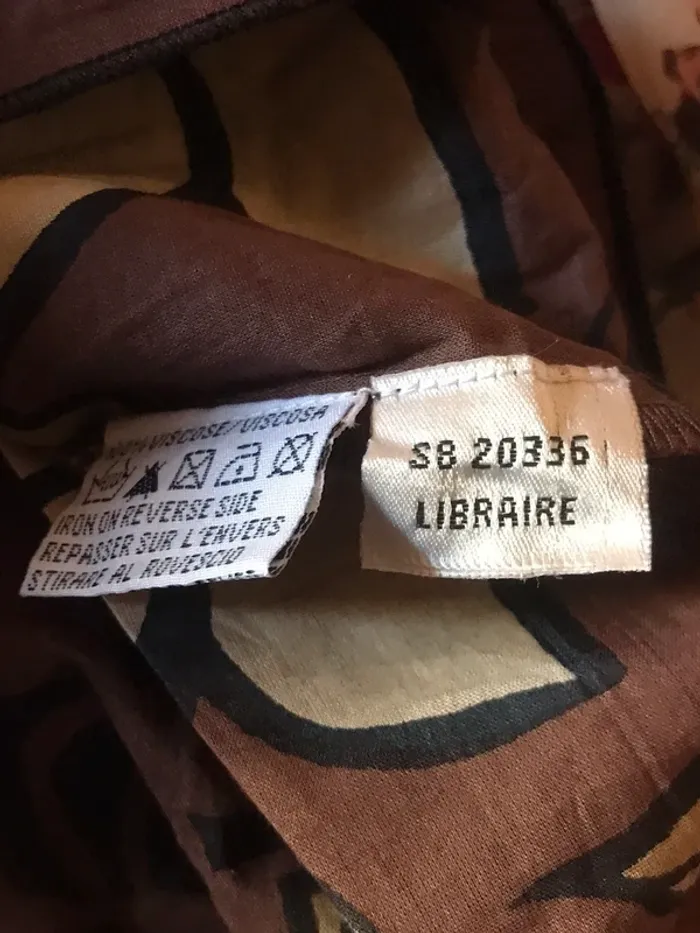 100% VISCOSE/VISCOSA
IRON ON REVERSE SIDE
REPASSER SUR L'ENVERS
STIRARE AL ROVESCIO
S8 20336
LIBRAIRE